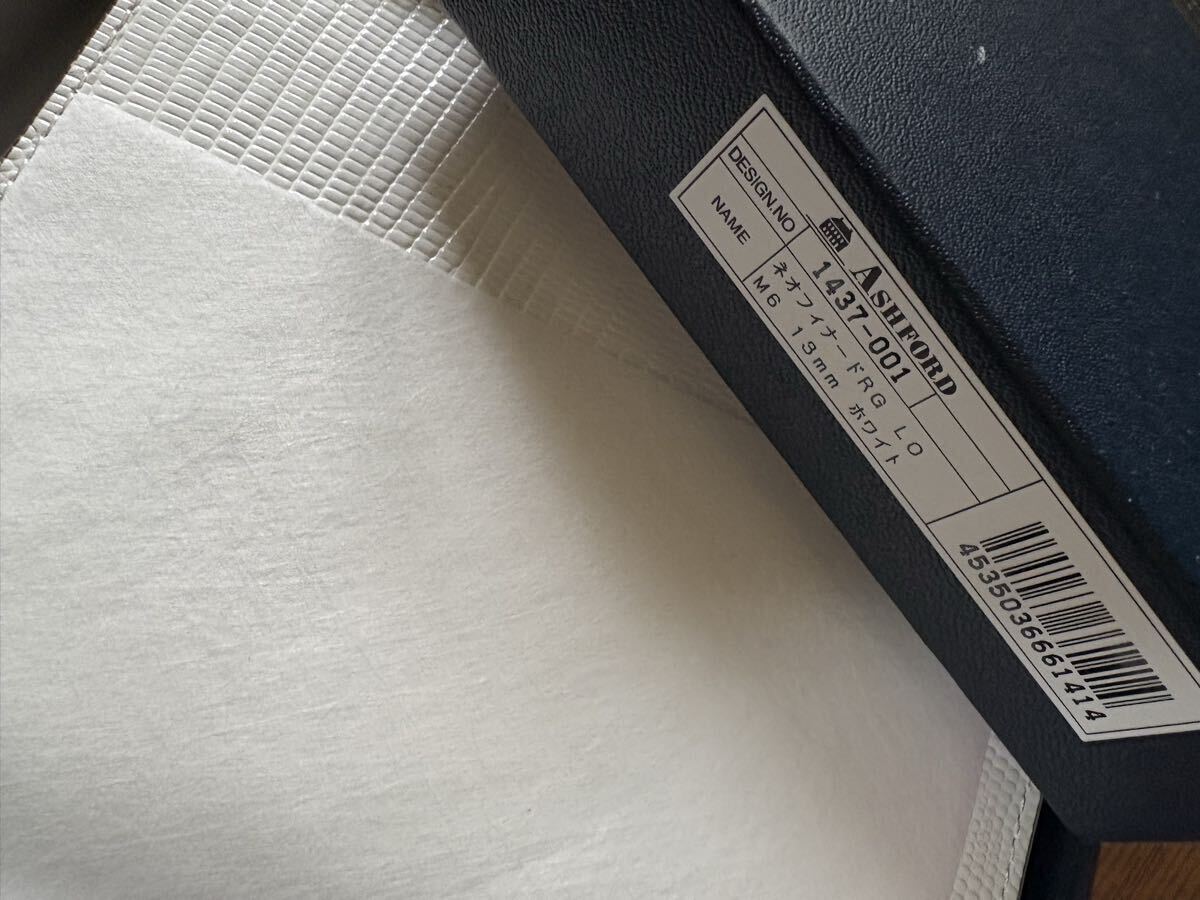 ASHFORD
DESIGN.NO 1437-001
NAME ネオフィナードRG LO
M6 13mm ホワイト
4535036661414